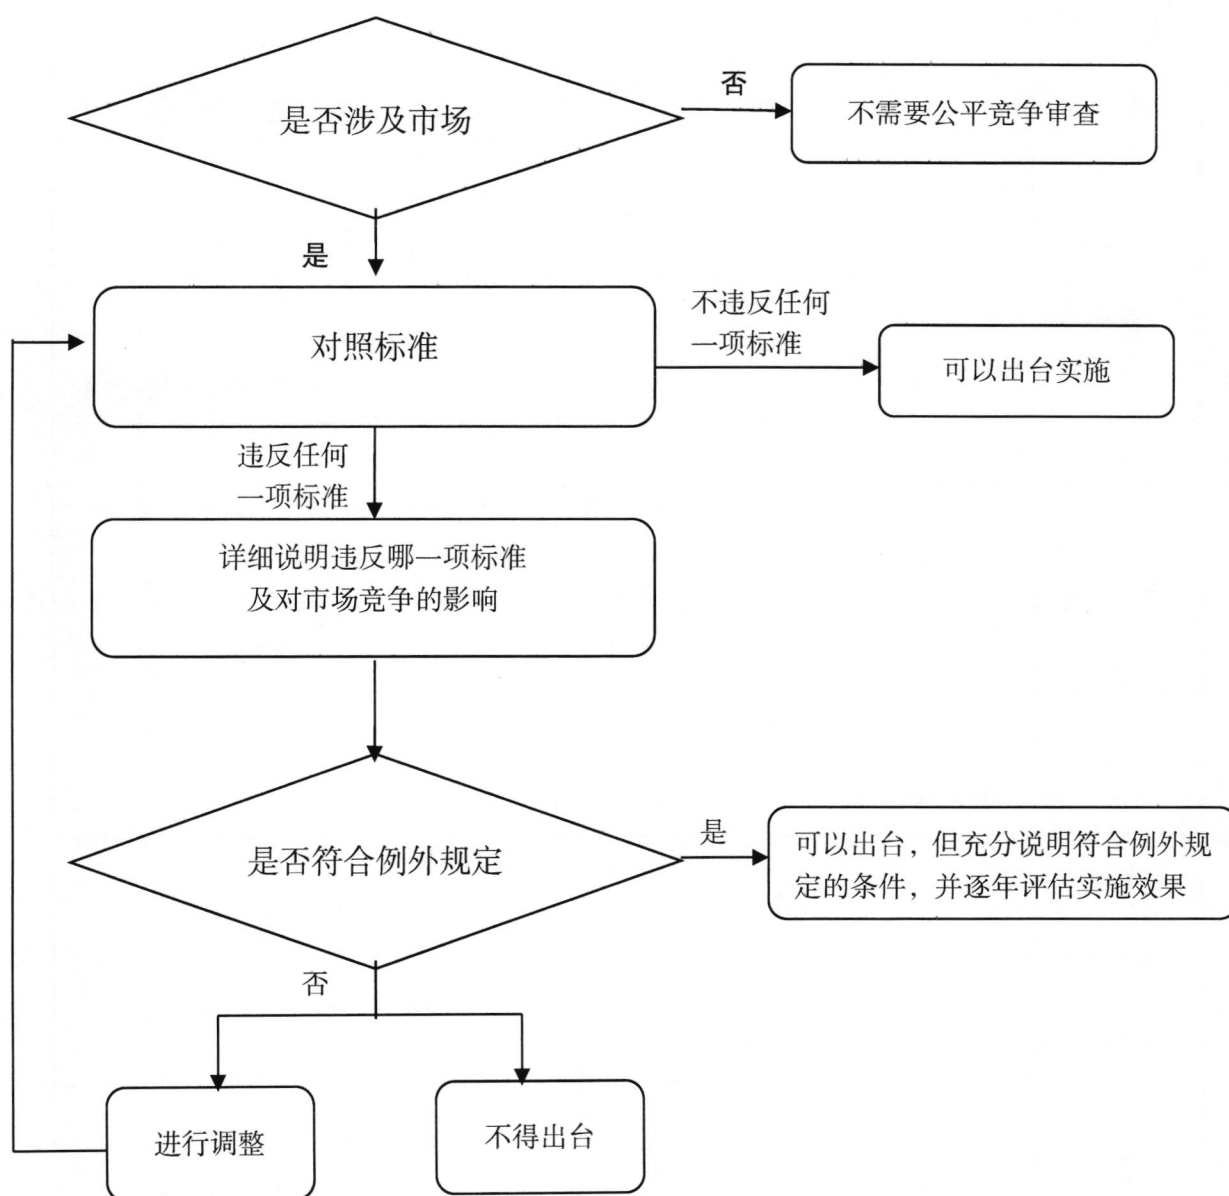 是否涉及市场
否
不需要公平竞争审查
是
对照标准
不违反任何
一项标准
可以出台实施
违反任何
一项标准
详细说明违反哪一项标准
及对市场竞争的影响
是否符合例外规定
是
可以出台，但充分说明符合例外规
定的条件，并逐年评估实施效果
否
进行调整
不得出台